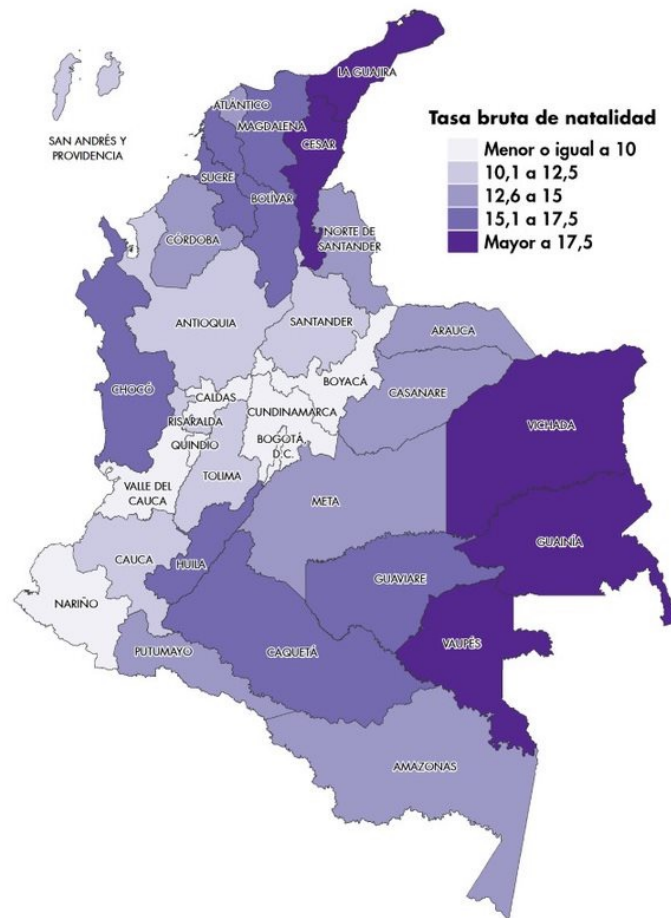 LA GUAJIRA
ATLÁNTICO
MAGDALENA
SAN ANDRÉS Y
PROVIDENCIA
CESAR
Tasa bruta de natalidad
Menor o igual a 10
10,1 a 12,5
12,6 a 15
15,1 a 17,5
Mayor a 17,5
SUCRE
BOLÍVAR
CÓRDOBA
NORTE DE
SANTANDER
ANTIOQUIA
SANTANDER
ARAUCA
CHOCÓ
BOYACÁ
CASANARE
CALDAS
CUNDINAMARCA
RISARALDA
VICHADA
QUINDIO
BOGOTÁ
D.C.
TOLIMA
VALLE DEL
CAUCA
META
GUAINÍA
CAUCA
HUILA
GUAVIARE
NARIÑO
PUTUMAYO
CAQUETÁ
VAUPÉS
AMAZONAS